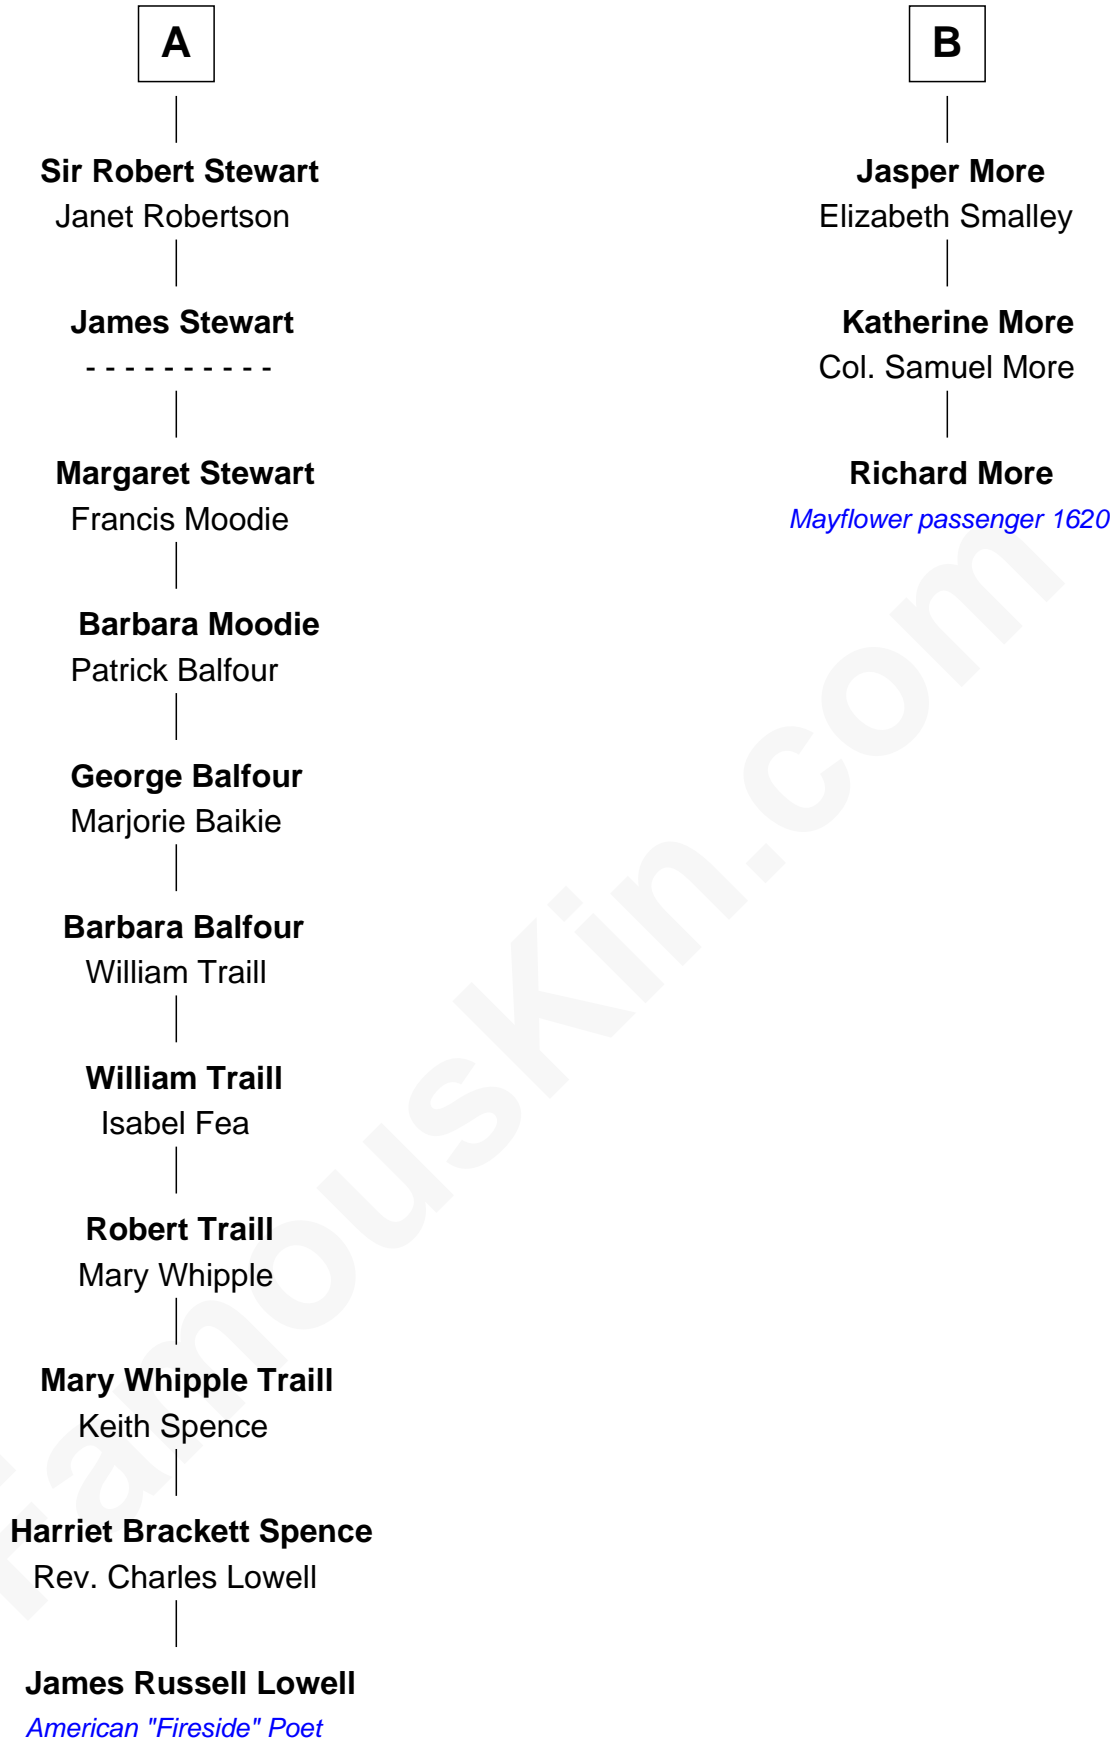 A
Sir Robert Stewart
Janet Robertson
James Stewart
- - - - - - - - - -
Margaret Stewart
Francis Moodie
Barbara Moodie
Patrick Balfour
George Balfour
Marjorie Baikie
Barbara Balfour
William Traill
William Traill
Isabel Fea
Robert Traill
Mary Whipple
Mary Whipple Traill
Keith Spence
Harriet Brackett Spence
Rev. Charles Lowell
James Russell Lowell
American "Fireside" Poet
B
Jasper More
Elizabeth Smalley
Katherine More
Col. Samuel More
Richard More
Mayflower passenger 1620
FamousKin.com